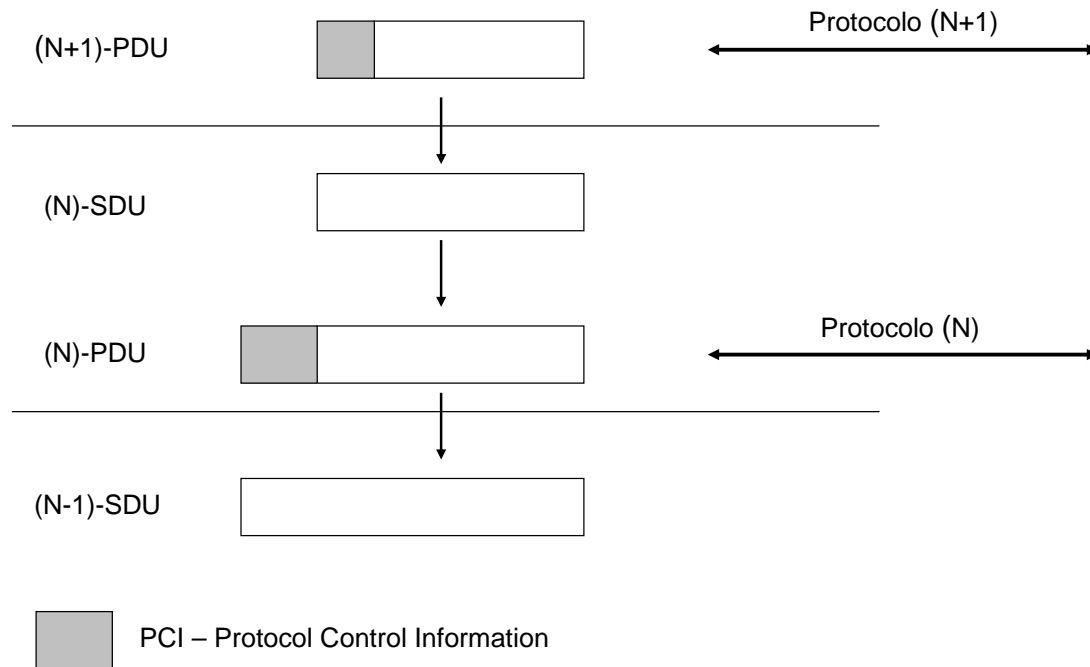 (N+1)-PDU
Protocolo (N+1)
(N)-SDU
(N)-PDU
Protocolo (N)
(N-1)-SDU
PCI – Protocol Control Information